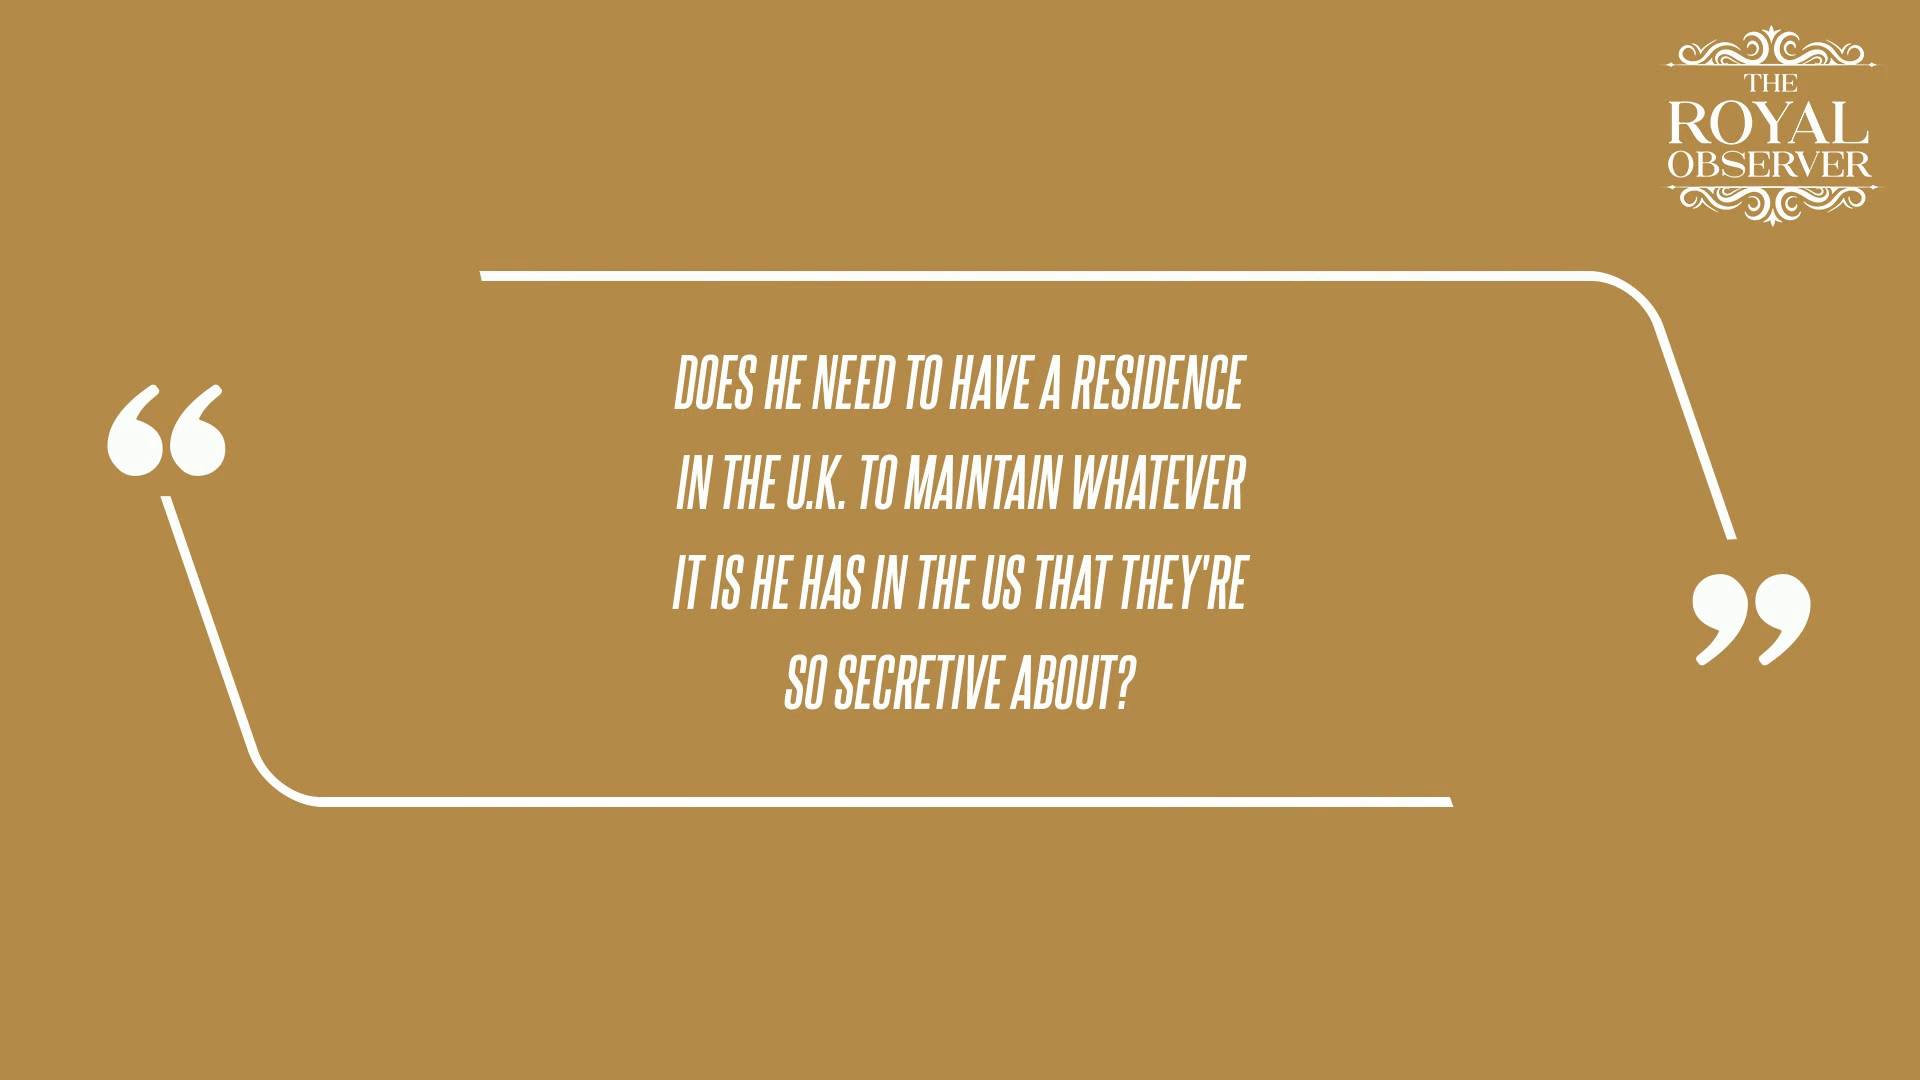 THE
ROYAL
OBSERVER
“
DOES HE NEED TO HAVE A RESIDENCE
IN THE U.K. TO MAINTAIN WHATEVER
IT IS HE HAS IN THE US THAT THEY'RE
SO SECRETIVE ABOUT?
”